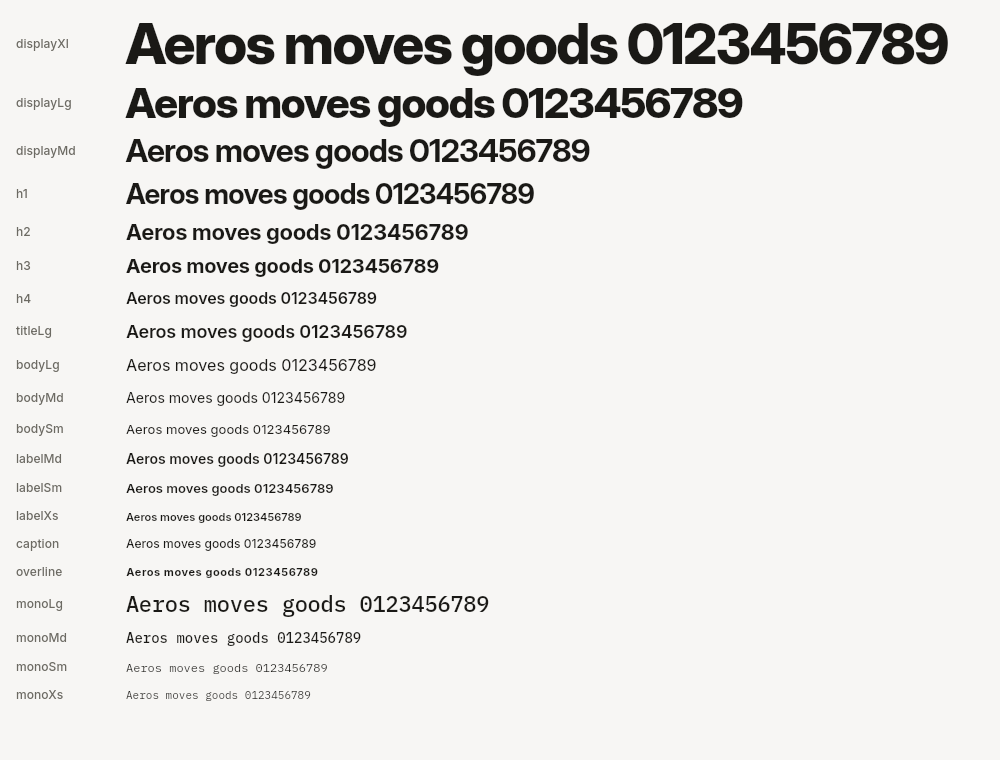 displayXl Aeros moves goods 0123456789
displayLg Aeros moves goods 0123456789
displayMd Aeros moves goods 0123456789
h1 Aeros moves goods 0123456789
h2 Aeros moves goods 0123456789
h3 Aeros moves goods 0123456789
h4 Aeros moves goods 0123456789
titleLg Aeros moves goods 0123456789
bodyLg Aeros moves goods 0123456789
bodyMd Aeros moves goods 0123456789
bodySm Aeros moves goods 0123456789
labelMd Aeros moves goods 0123456789
labelSm Aeros moves goods 0123456789
labelXs Aeros moves goods 0123456789
caption Aeros moves goods 0123456789
overline Aeros moves goods 0123456789
monoLg Aeros moves goods 0123456789
monoMd Aeros moves goods 0123456789
monoSm Aeros moves goods 0123456789
monoXs Aeros moves goods 0123456789